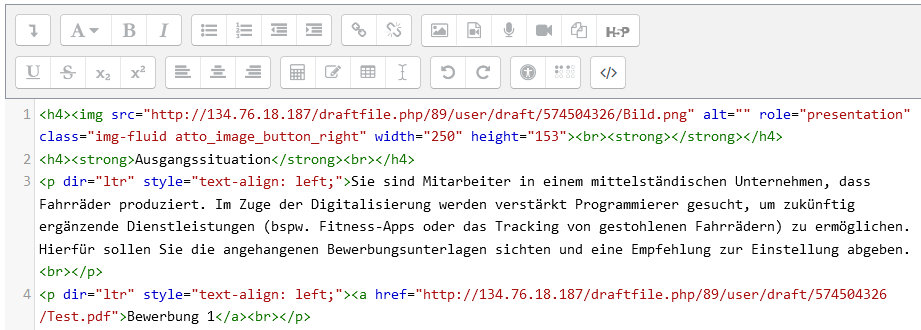 A B I H-P
U S x₂ x² </>
1 <h4><img src="http://134.76.18.187/draftfile.php/89/user/draft/574504326/Bild.png" alt="" role="presentation"
class="img-fluid atto_image_button_right" width="250" height="153"><br><strong></strong></h4>
2 <h4><strong>Ausgangssituation</strong><br></h4>
3 <p dir="ltr" style="text-align: left;">Sie sind Mitarbeiter in einem mittelständischen Unternehmen, dass
Fahrräder produziert. Im Zuge der Digitalisierung werden verstärkt Programmierer gesucht, um zukünftig
ergänzende Dienstleistungen (bspw. Fitness-Apps oder das Tracking von gestohlenen Fahrrädern) zu ermöglichen.
Hierfür sollen Sie die angehangenen Bewerbungsunterlagen sichten und eine Empfehlung zur Einstellung abgeben.
<br></p>
4 <p dir="ltr" style="text-align: left;"><a href="http://134.76.18.187/draftfile.php/89/user/draft/574504326
/Test.pdf">Bewerbung 1</a><br></p>